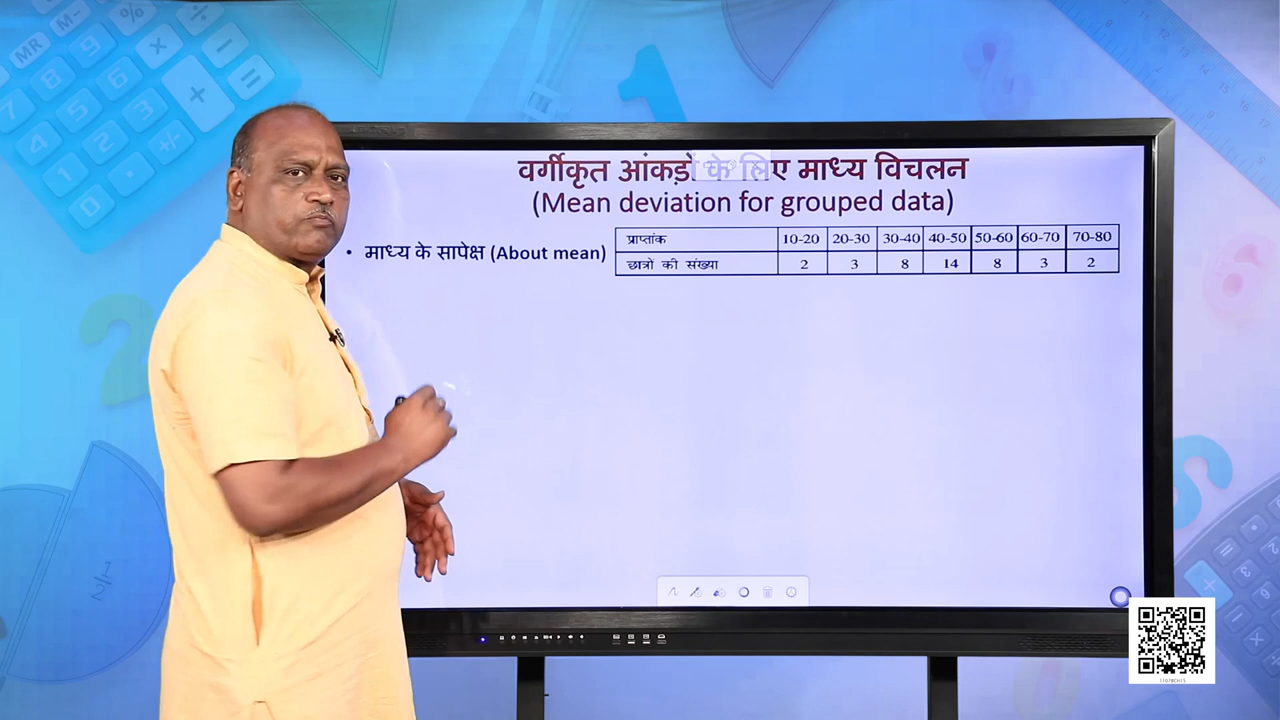 वर्गीकृत आंकड़ों के लिए माध्य विचलन
(Mean deviation for grouped data)
• माध्य के सापेक्ष (About mean)
प्राप्तांक 10-20 20-30 30-40 40-50 50-60 60-70 70-80
छात्रों की संख्या 2 3 8 14 8 3 2